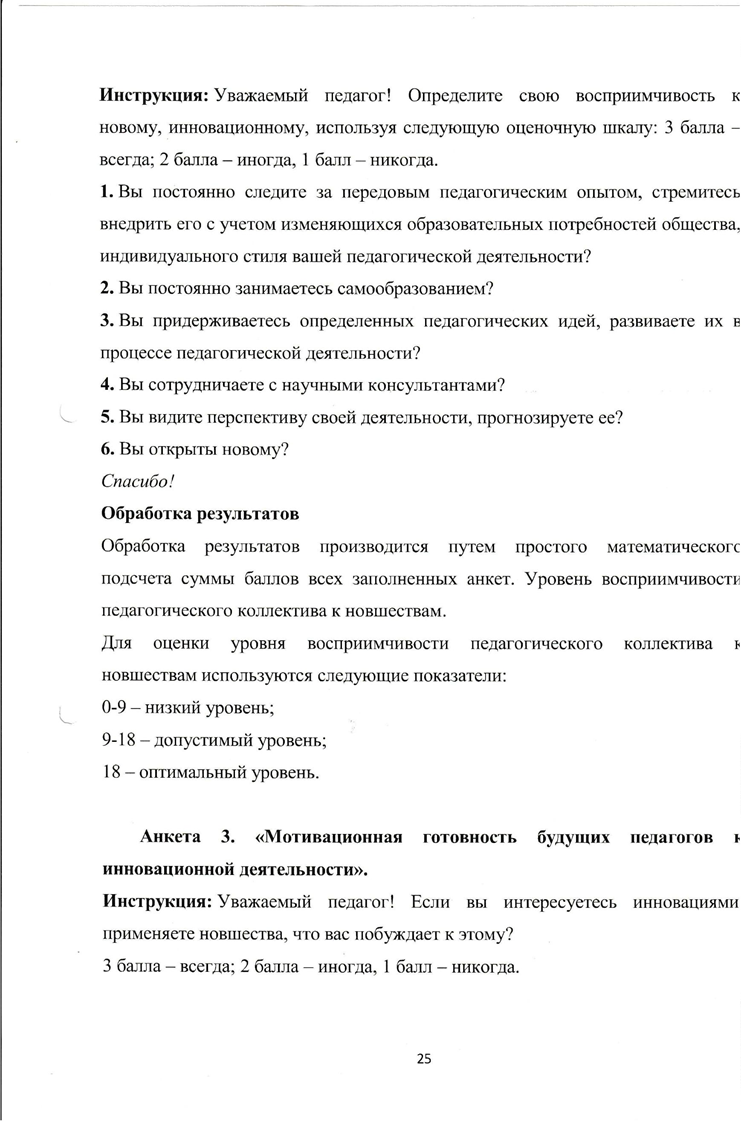 Инструкция: Уважаемый педагог! Определите свою восприимчивость к
новому, инновационному, используя следующую оценочную шкалу: 3 балла –
всегда; 2 балла – иногда, 1 балл – никогда.
1. Вы постоянно следите за передовым педагогическим опытом, стремитесь
внедрить его с учетом изменяющихся образовательных потребностей общества,
индивидуального стиля вашей педагогической деятельности?
2. Вы постоянно занимаетесь самообразованием?
3. Вы придерживаетесь определенных педагогических идей, развиваете их в
процессе педагогической деятельности?
4. Вы сотрудничаете с научными консультантами?
5. Вы видите перспективу своей деятельности, прогнозируете ее?
6. Вы открыты новому?
Спасибо!
Обработка результатов
Обработка результатов производится путем простого математического
подсчета суммы баллов всех заполненных анкет. Уровень восприимчивости
педагогического коллектива к новшествам.
Для оценки уровня восприимчивости педагогического коллектива к
новшествам используются следующие показатели:
0-9 – низкий уровень;
9-18 – допустимый уровень;
18 – оптимальный уровень.
Анкета 3. «Мотивационная готовность будущих педагогов к
инновационной деятельности».
Инструкция: Уважаемый педагог! Если вы интересуетесь инновациями
применяете новшества, что вас побуждает к этому?
3 балла – всегда; 2 балла – иногда, 1 балл – никогда.
25